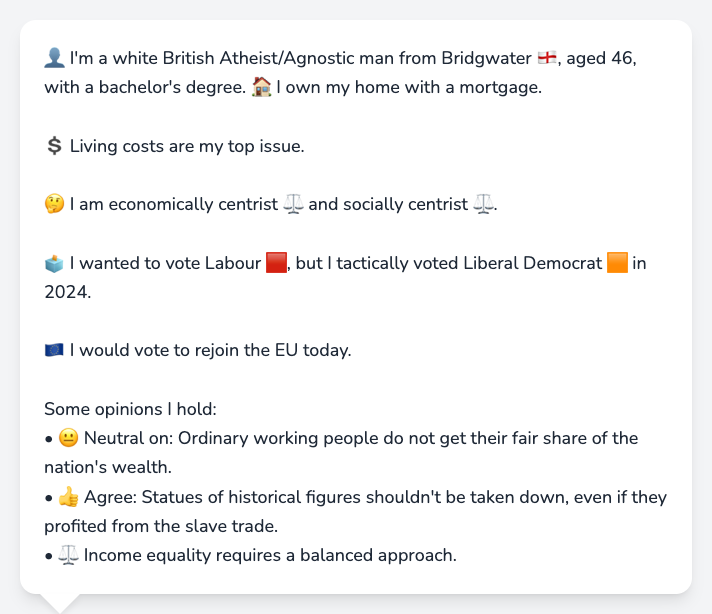 👤 I'm a white British Atheist/Agnostic man from Bridgwater 🏴󠁧󠁢󠁥󠁮󠁧󠁿, aged 46,
with a bachelor's degree. 🏠 I own my home with a mortgage.
💲 Living costs are my top issue.
🤔 I am economically centrist ⚖️ and socially centrist ⚖️.
🗳️ I wanted to vote Labour 🟥, but I tactically voted Liberal Democrat 🟧 in
2024.
🇪🇺 I would vote to rejoin the EU today.
Some opinions I hold:
• 😐 Neutral on: Ordinary working people do not get their fair share of the
nation's wealth.
• 👍 Agree: Statues of historical figures shouldn't be taken down, even if they
profited from the slave trade.
• ⚖️ Income equality requires a balanced approach.